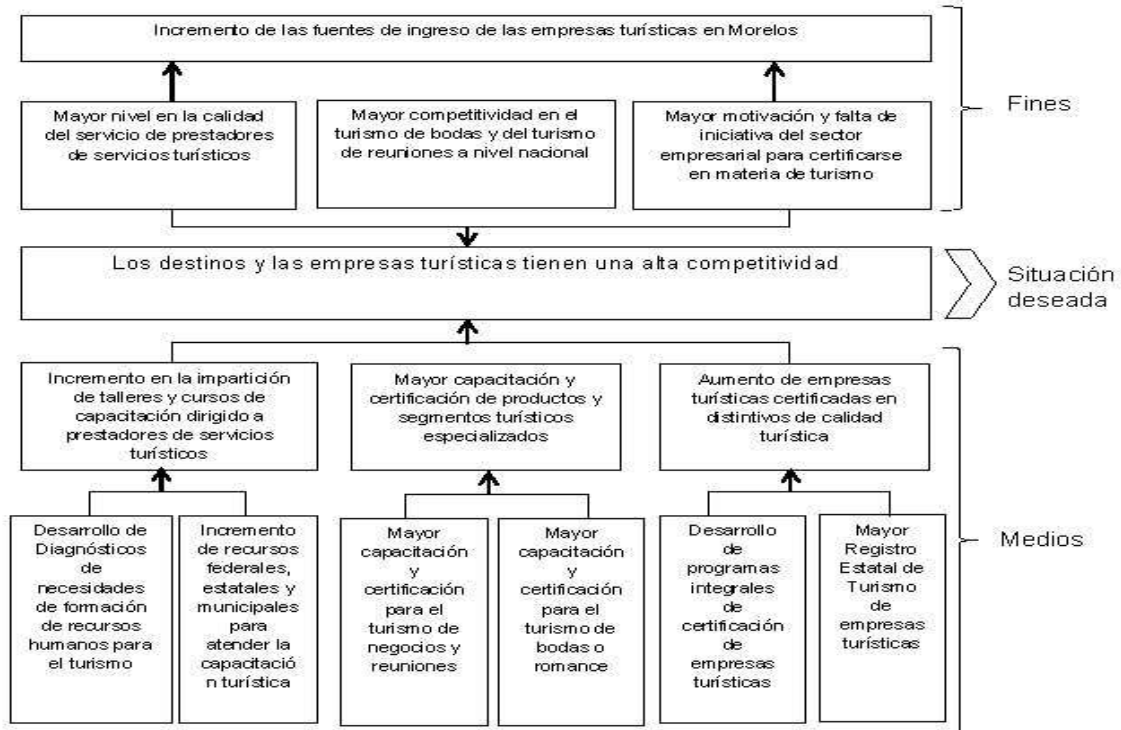 Incremento de las fuentes de ingreso de las empresas turísticas en Morelos
Mayor nivel en la calidad
del servicio de prestadores
de servicios turísticos
Mayor competitividad en el
turismo de bodas y del turismo
de reuniones a nivel nacional
Mayor motivación y falta de
iniciativa del sector
empresarial para certificarse
en materia de turismo
Fines
Los destinos y las empresas turísticas tienen una alta competitividad
Situación
deseada
Incremento en la impartición
de talleres y cursos de
capacitación dirigido a
prestadores de servicios
turísticos
Mayor capacitación y
certificación de productos y
segmentos turísticos
especializados
Aumento de empresas
turísticas certificadas en
distintivos de calidad
turística
Desarrollo de
Diagnósticos
de
necesidades
de formación
de recursos
humanos para
el turismo
Incremento
de recursos
federales,
estatales y
municipales
para
atender la
capacitació
n turística
Mayor
capacitación
y
certificación
para el
turismo de
negocios y
reuniones
Mayor
capacitación
y
certificación
para el
turismo de
bodas o
romance
Desarrollo
de
programas
integrales
de
certificación
de
empresas
turísticas
Mayor
Registro
Estatal de
Turismo
de
empresas
turísticas
Medios